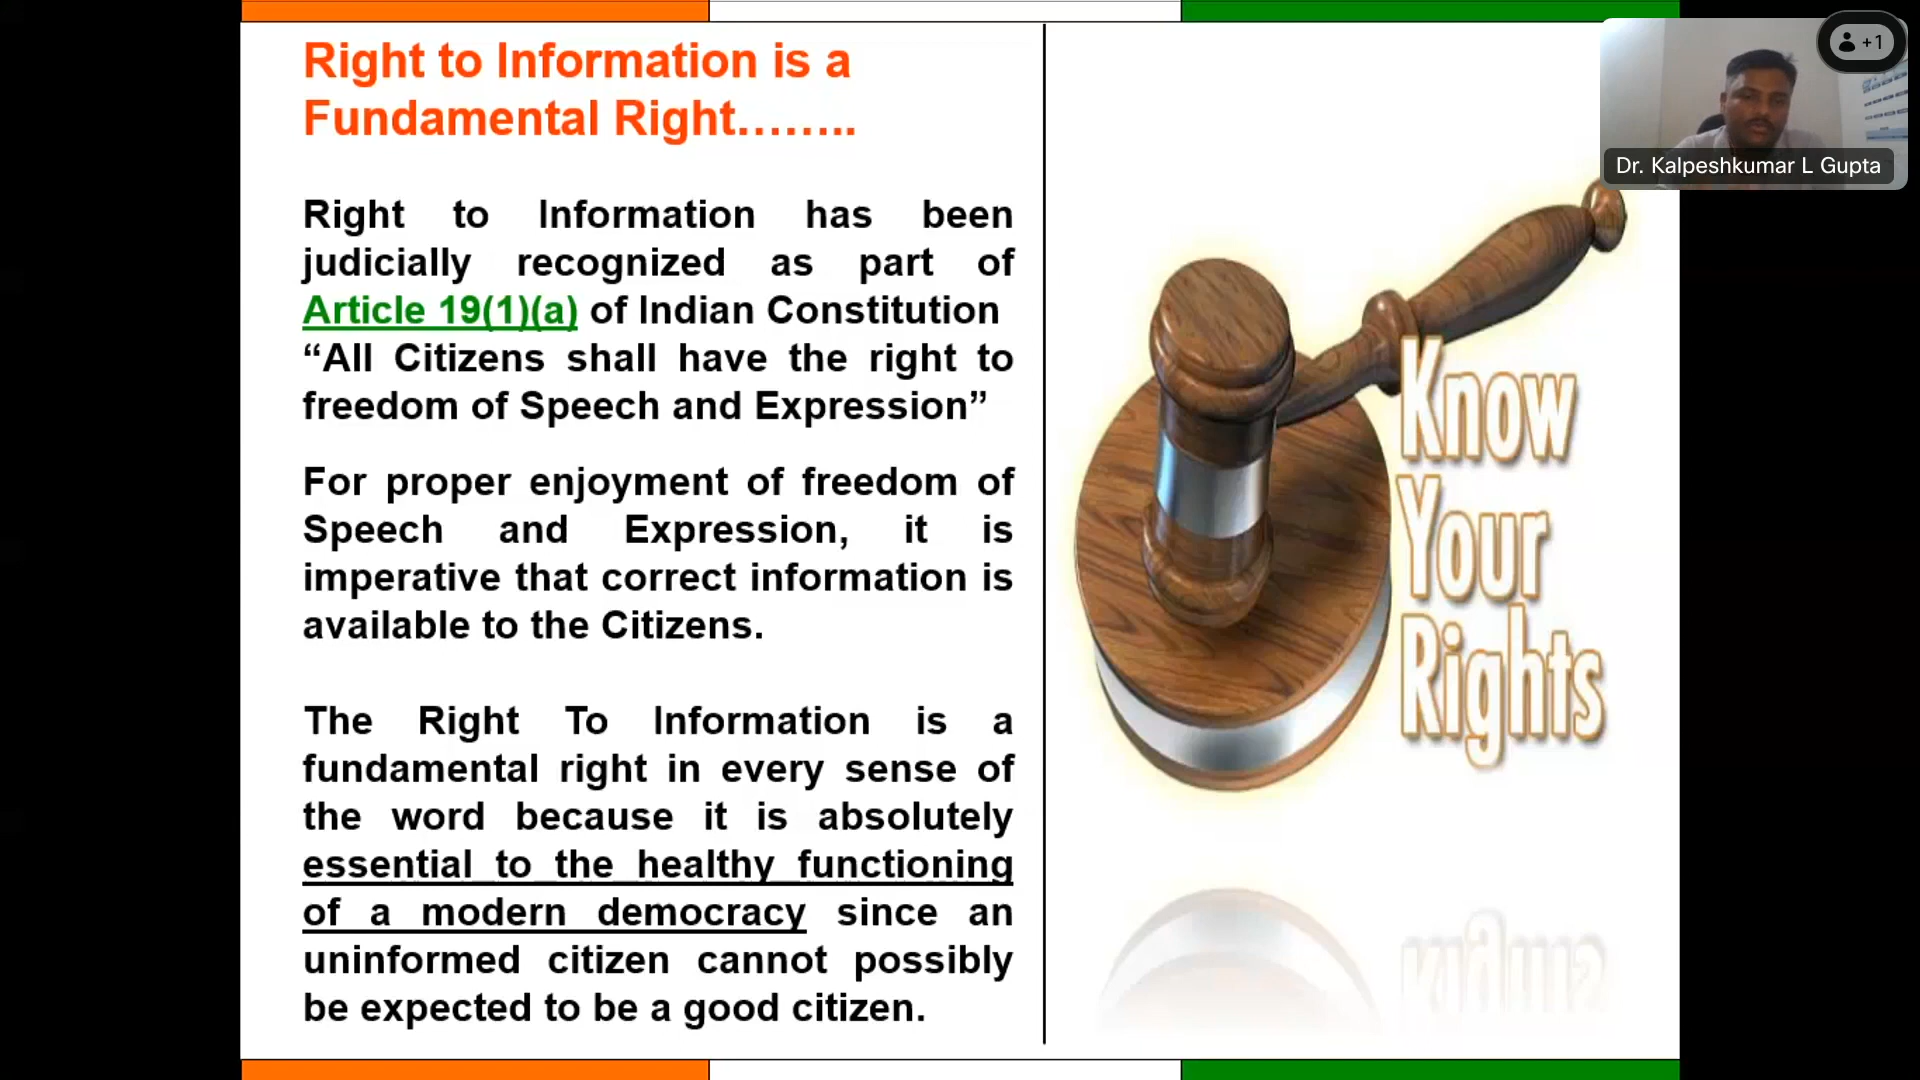 Right to Information is a
Fundamental Right……..
Right to Information has been
judicially recognized as part of
Article 19(1)(a) of Indian Constitution
“All Citizens shall have the right to
freedom of Speech and Expression”
For proper enjoyment of freedom of
Speech and Expression, it is
imperative that correct information is
available to the Citizens.
The Right To Information is a
fundamental right in every sense of
the word because it is absolutely
essential to the healthy functioning
of a modern democracy since an
uninformed citizen cannot possibly
be expected to be a good citizen.
Know
Your
Rights
+1
Dr. Kalpeshkumar L Gupta